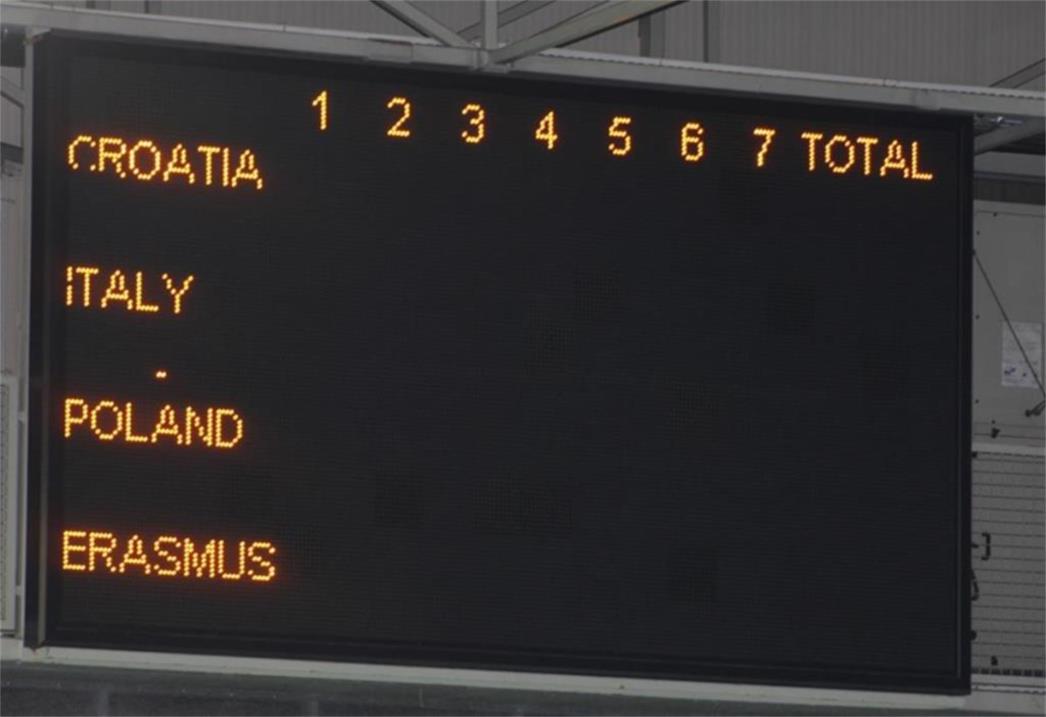 1 2 3 4 5 6 7 TOTAL
CROATIA
ITALY
POLAND
ERASMUS